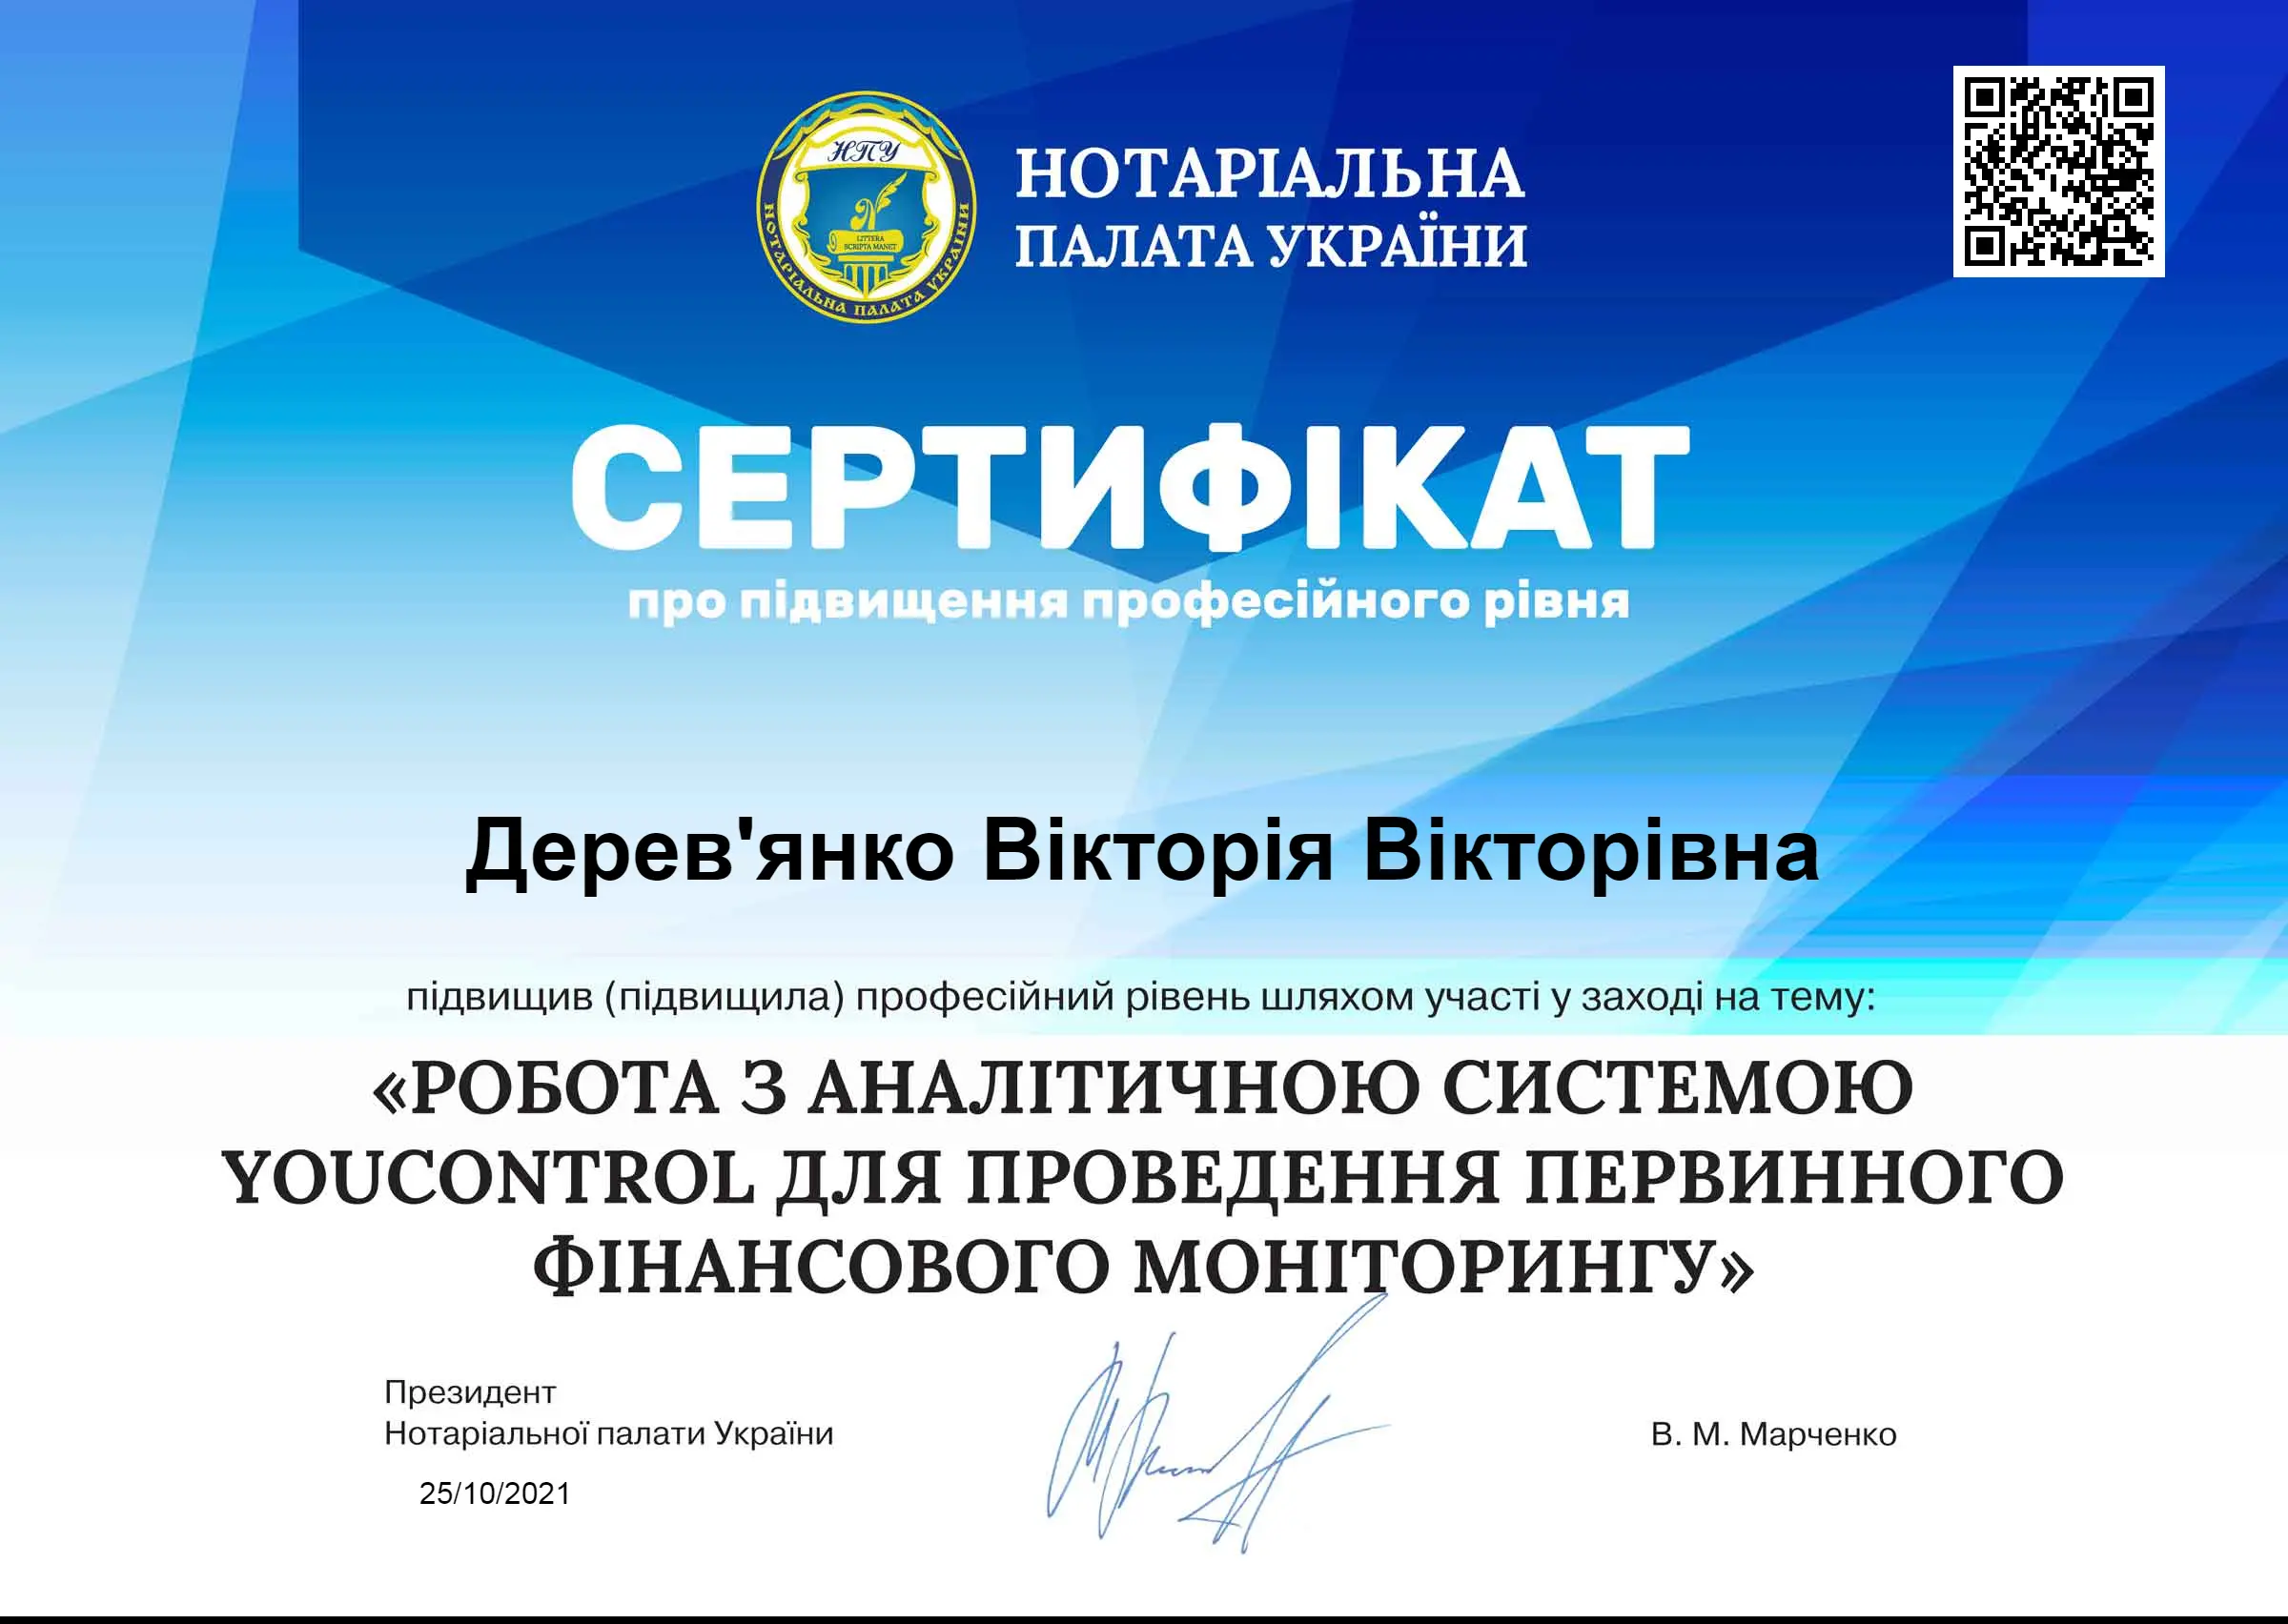 НПУ
LITTERA
SCRIPTA MANET
НОТАРІАЛЬНА ПАЛАТА УКРАЇНИ
НОТАРІАЛЬНА
ПАЛАТА УКРАЇНИ
СЕРТИФІКАТ
про підвищення професійного рівня
Дерев'янко Вікторія Вікторівна
підвищив (підвищила) професійний рівень шляхом участі у заході на тему:
«РОБОТА З АНАЛІТИЧНОЮ СИСТЕМОЮ
YOUCONTROL ДЛЯ ПРОВЕДЕННЯ ПЕРВИННОГО
ФІНАНСОВОГО МОНІТОРИНГУ»
Президент
Нотаріальної палати України
В. М. Марченко
25/10/2021